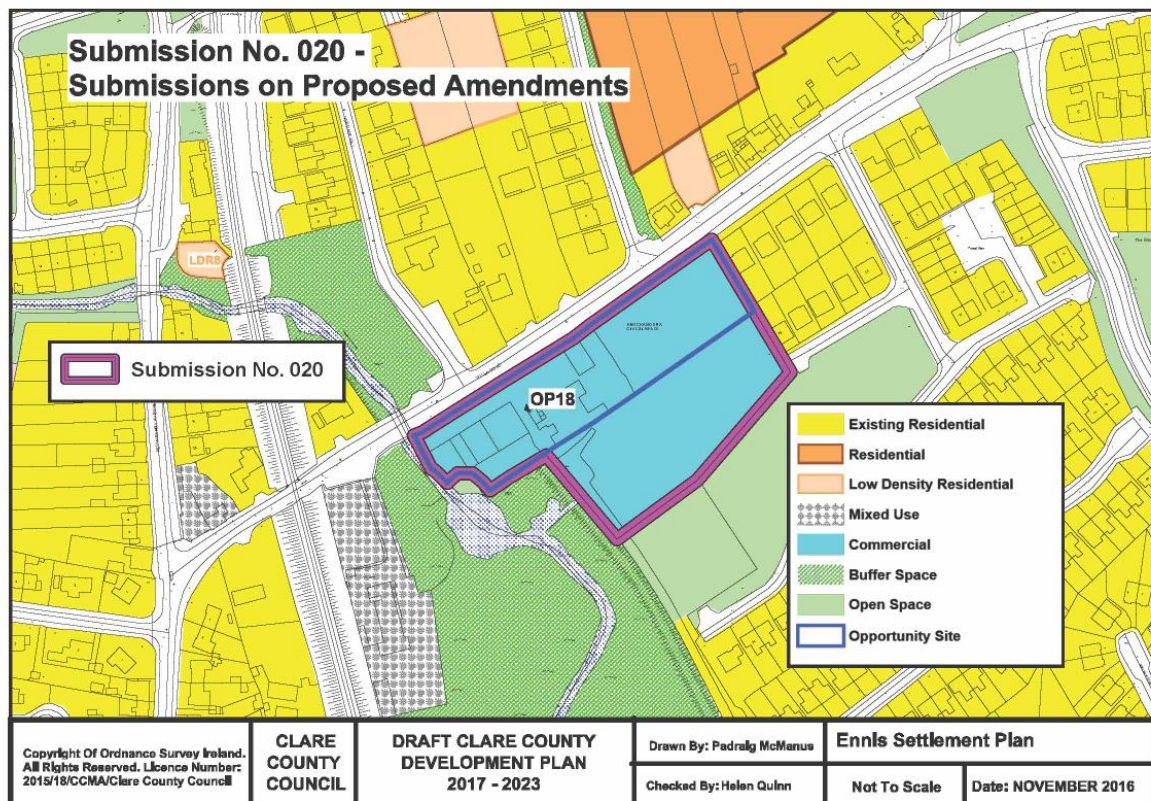 Submission No. 020 -
Submissions on Proposed Amendments
LDR8
Submission No. 020
OP18
Existing Residential
Residential
Low Density Residential
Mixed Use
Commercial
Buffer Space
Open Space
Opportunity Site
Copyright Of Ordnance Survey Ireland.
All Rights Reserved. Licence Number:
2015/18/CCMA/Clare County Council
CLARE
COUNTY
COUNCIL
DRAFT CLARE COUNTY
DEVELOPMENT PLAN
2017 - 2023
Drawn By: Padraig McManus
Checked By: Helen Quinn
Ennis Settlement Plan
Not To Scale
Date: NOVEMBER 2016